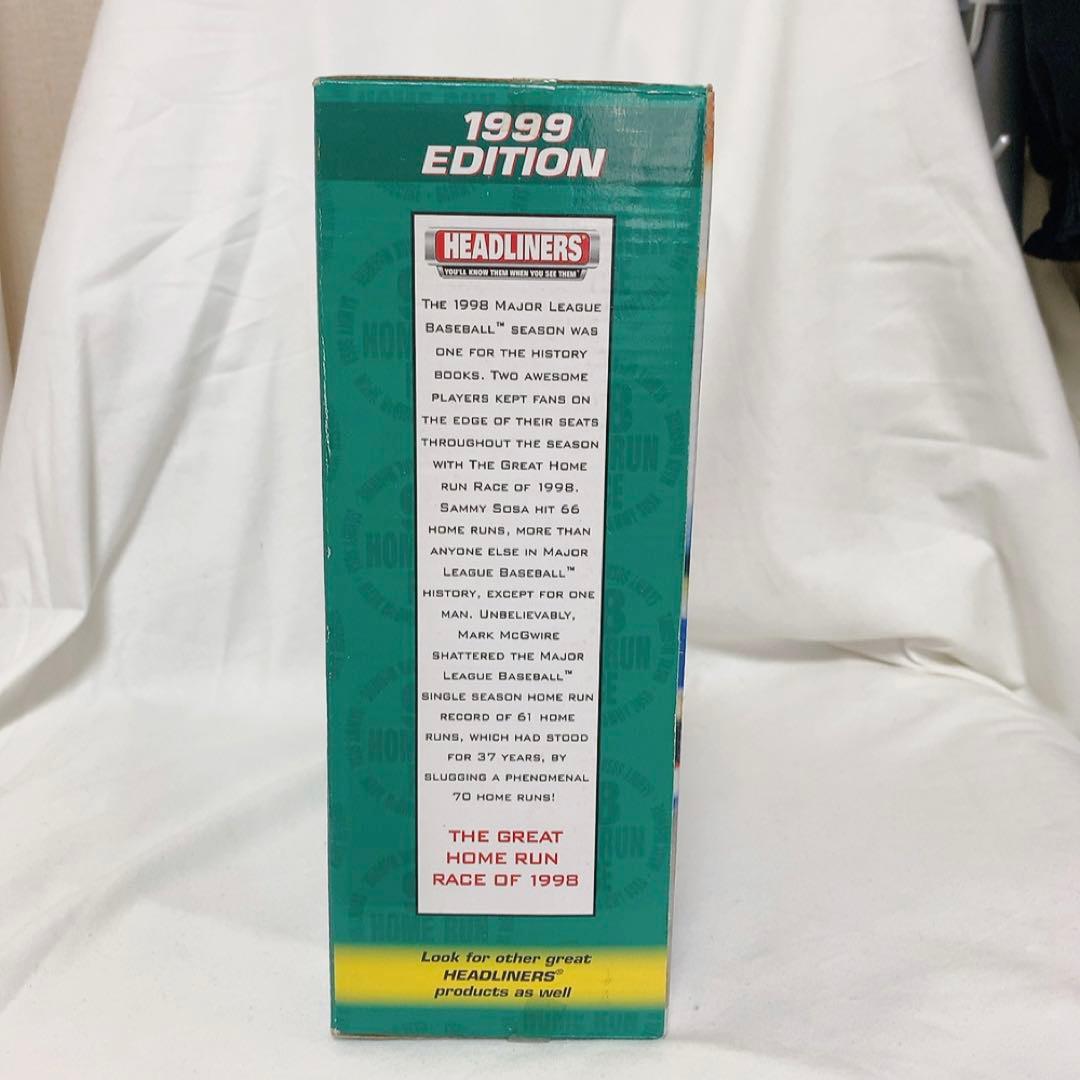 1999
EDITION
HEADLINERS®
YOU'LL KNOW THEM WHEN YOU SEE THEM™
THE 1998 MAJOR LEAGUE
BASEBALL™ SEASON WAS
ONE FOR THE HISTORY
BOOKS. TWO AWESOME
PLAYERS KEPT FANS ON
THE EDGE OF THEIR SEATS
THROUGHOUT THE SEASON
WITH THE GREAT HOME
RUN RACE OF 1998.
SAMMY SOSA HIT 66
HOME RUNS, MORE THAN
ANYONE ELSE IN MAJOR
LEAGUE BASEBALL™
HISTORY, EXCEPT FOR ONE
MAN. UNBELIEVABLY,
MARK MCGWIRE
SHATTERED THE MAJOR
LEAGUE BASEBALL™
SINGLE SEASON HOME RUN
RECORD OF 61 HOME
RUNS, WHICH HAD STOOD
FOR 37 YEARS, BY
SLUGGING A PHENOMENAL
70 HOME RUNS!
THE GREAT
HOME RUN
RACE OF 1998
Look for other great
HEADLINERS®
products as well